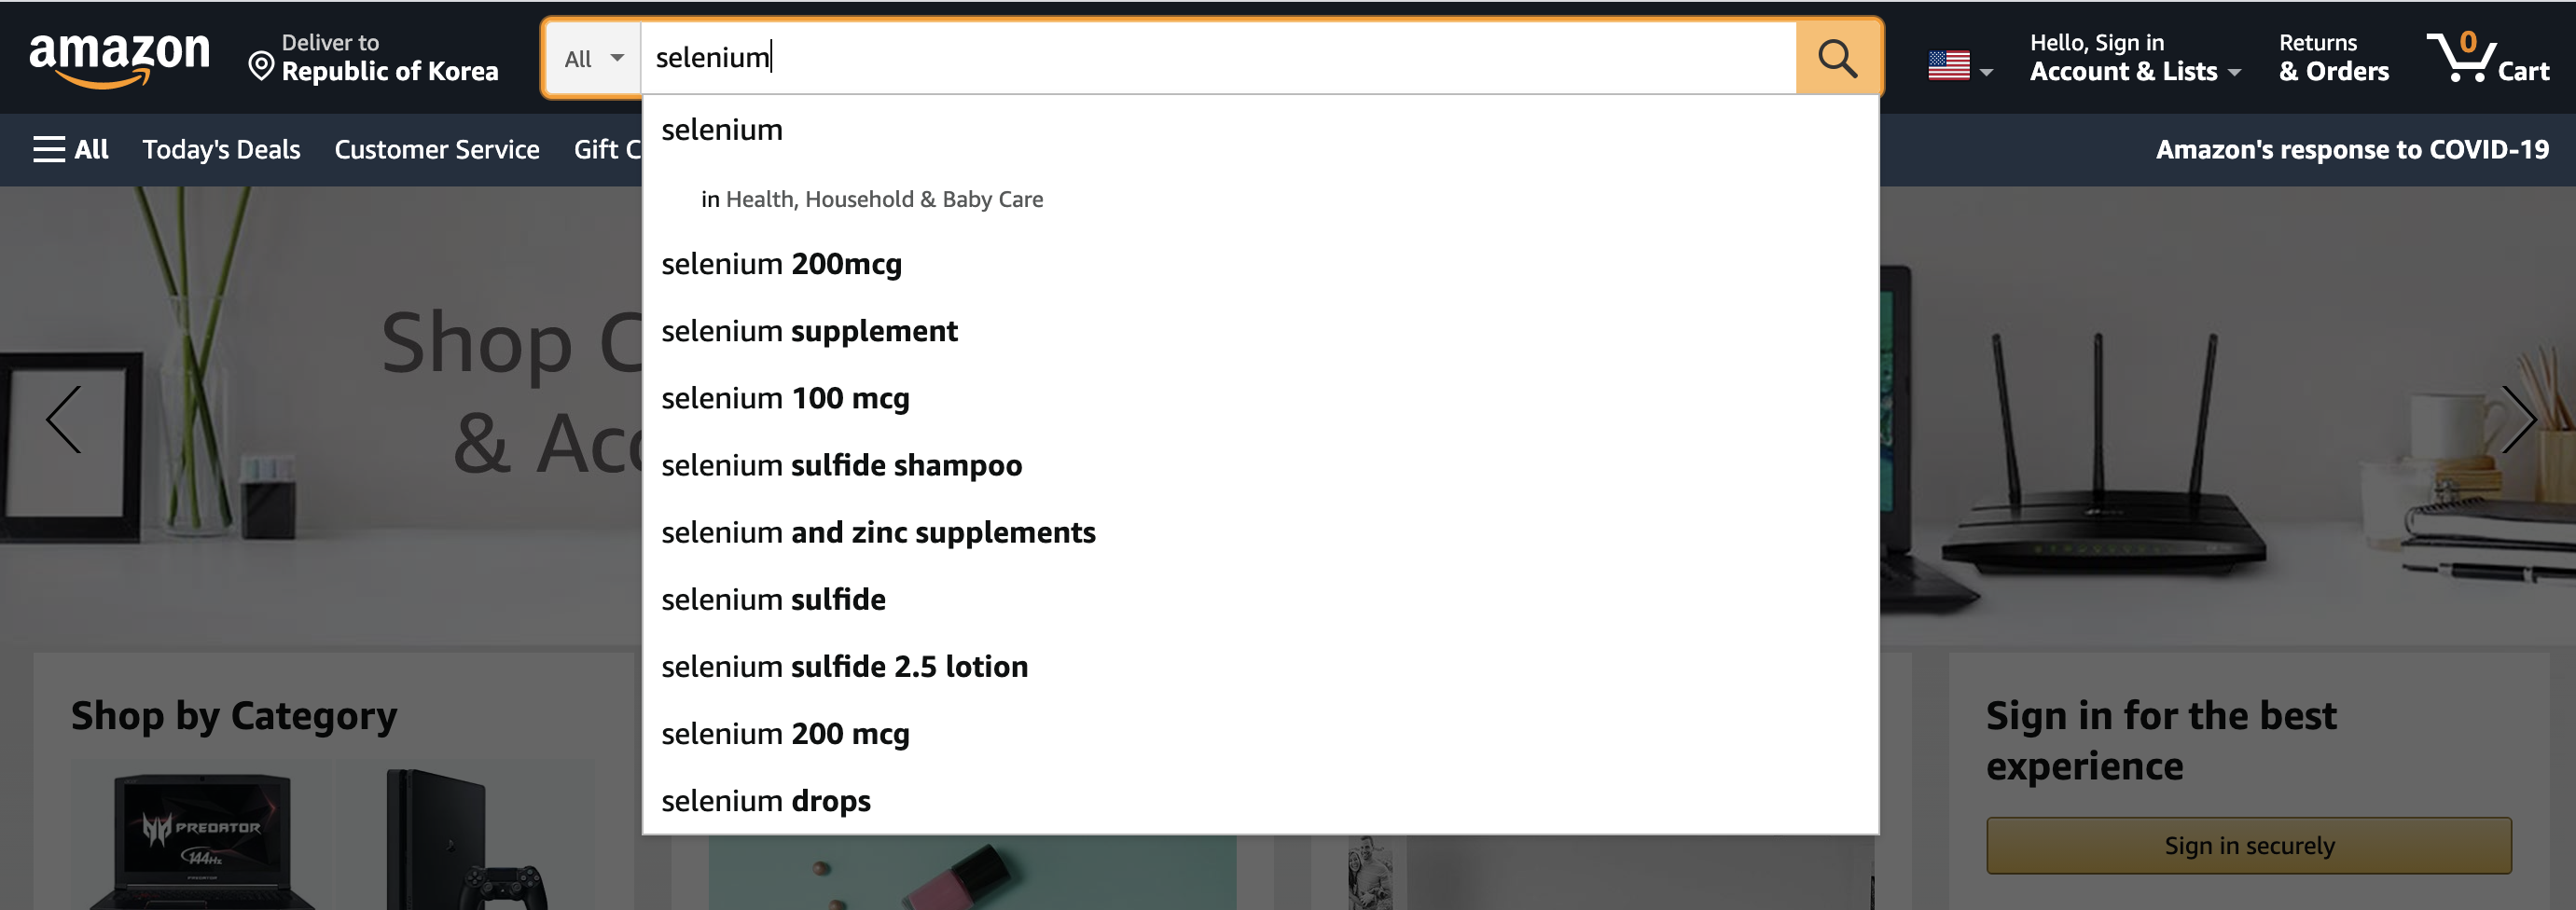 amazon
Deliver to
Republic of Korea
All
selenium
Hello, Sign in
Account & Lists
Returns
& Orders
0
Cart
All
Today's Deals
Customer Service
Gift C
Amazon's response to COVID-19
selenium
in Health, Household & Baby Care
selenium 200mcg
selenium supplement
selenium 100 mcg
selenium sulfide shampoo
selenium and zinc supplements
selenium sulfide
selenium sulfide 2.5 lotion
selenium 200 mcg
selenium drops
Shop C
& Acc
Shop by Category
PREDATOR
144Hz
PREDATOR
Sign in for the best
experience
Sign in securely